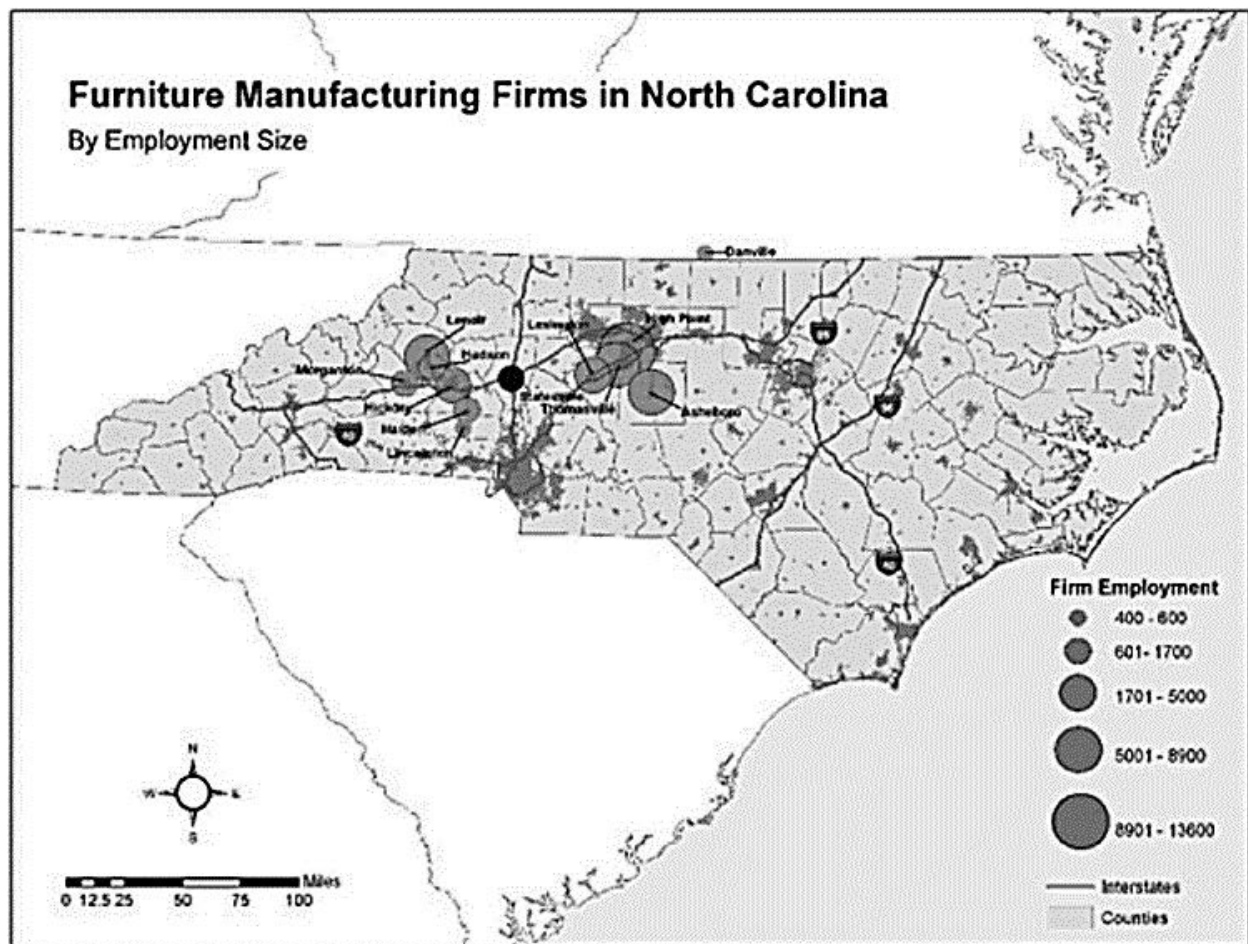 Furniture Manufacturing Firms in North Carolina
By Employment Size
Danville
Lenoir
High Point
Hudson
Morganton
Statesville
Hickory
Thomasville
Asheboro
Lincolnton
Firm Employment
400 - 600
601 - 1700
1701 - 5000
5001 - 8900
8901 - 13600
Interstates
Counties
N
W
E
S
Miles
0 12.5 25 50 75 100